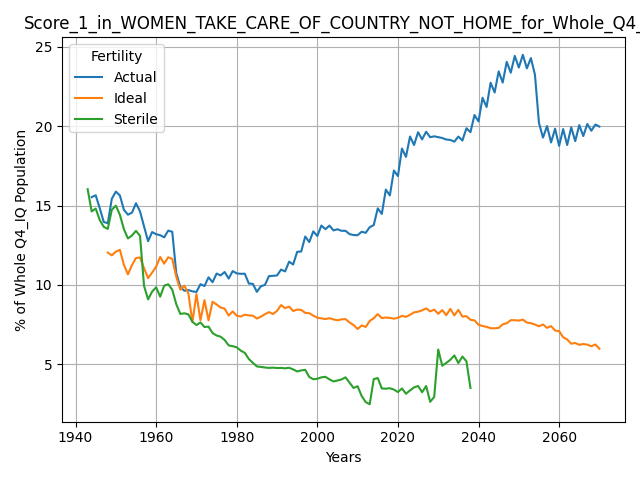 Score_1_in_WOMEN_TAKE_CARE_OF_COUNTRY_NOT_HOME_for_Whole_Q4_
Fertility
Actual
Ideal
Sterile
% of Whole Q4_IQ Population
25
20
15
10
5
1940 1960 1980 2000 2020 2040 2060
Years